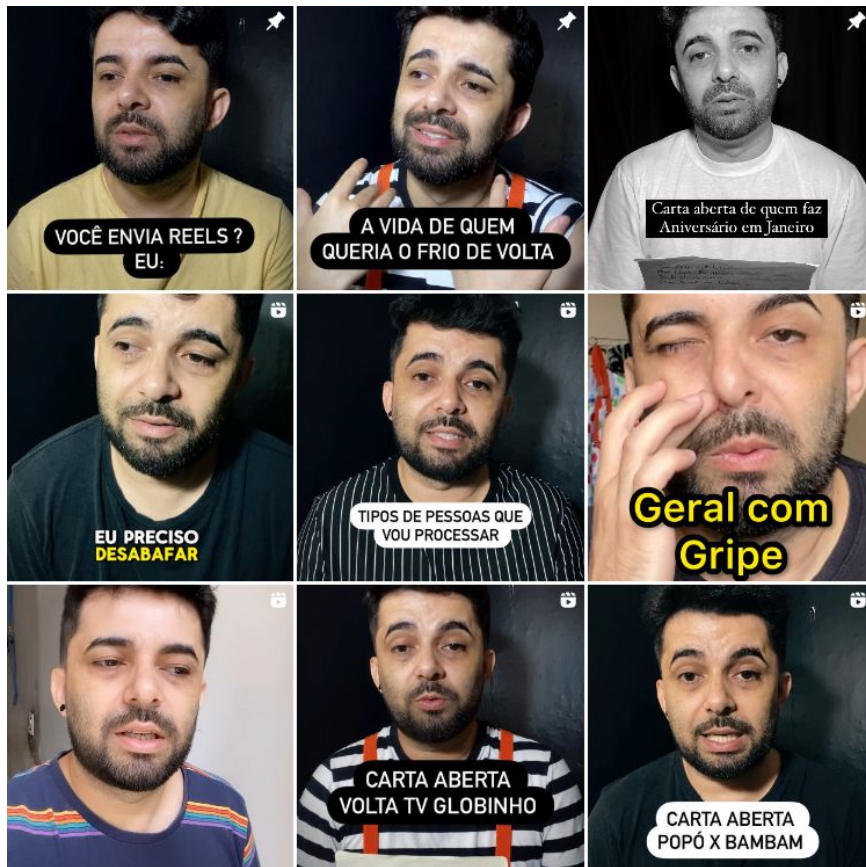 VOCÊ ENVIA REELS ?
EU:
A VIDA DE QUEM
QUERIA O FRIO DE VOLTA
Carta aberta de quem faz
Aniversário em Janeiro
EU PRECISO
DESABAFAR
TIPOS DE PESSOAS QUE
VOU PROCESSAR
Geral com
Gripe
CARTA ABERTA
VOLTA TV GLOBINHO
CARTA ABERTA
POPÓ X BAMBAM